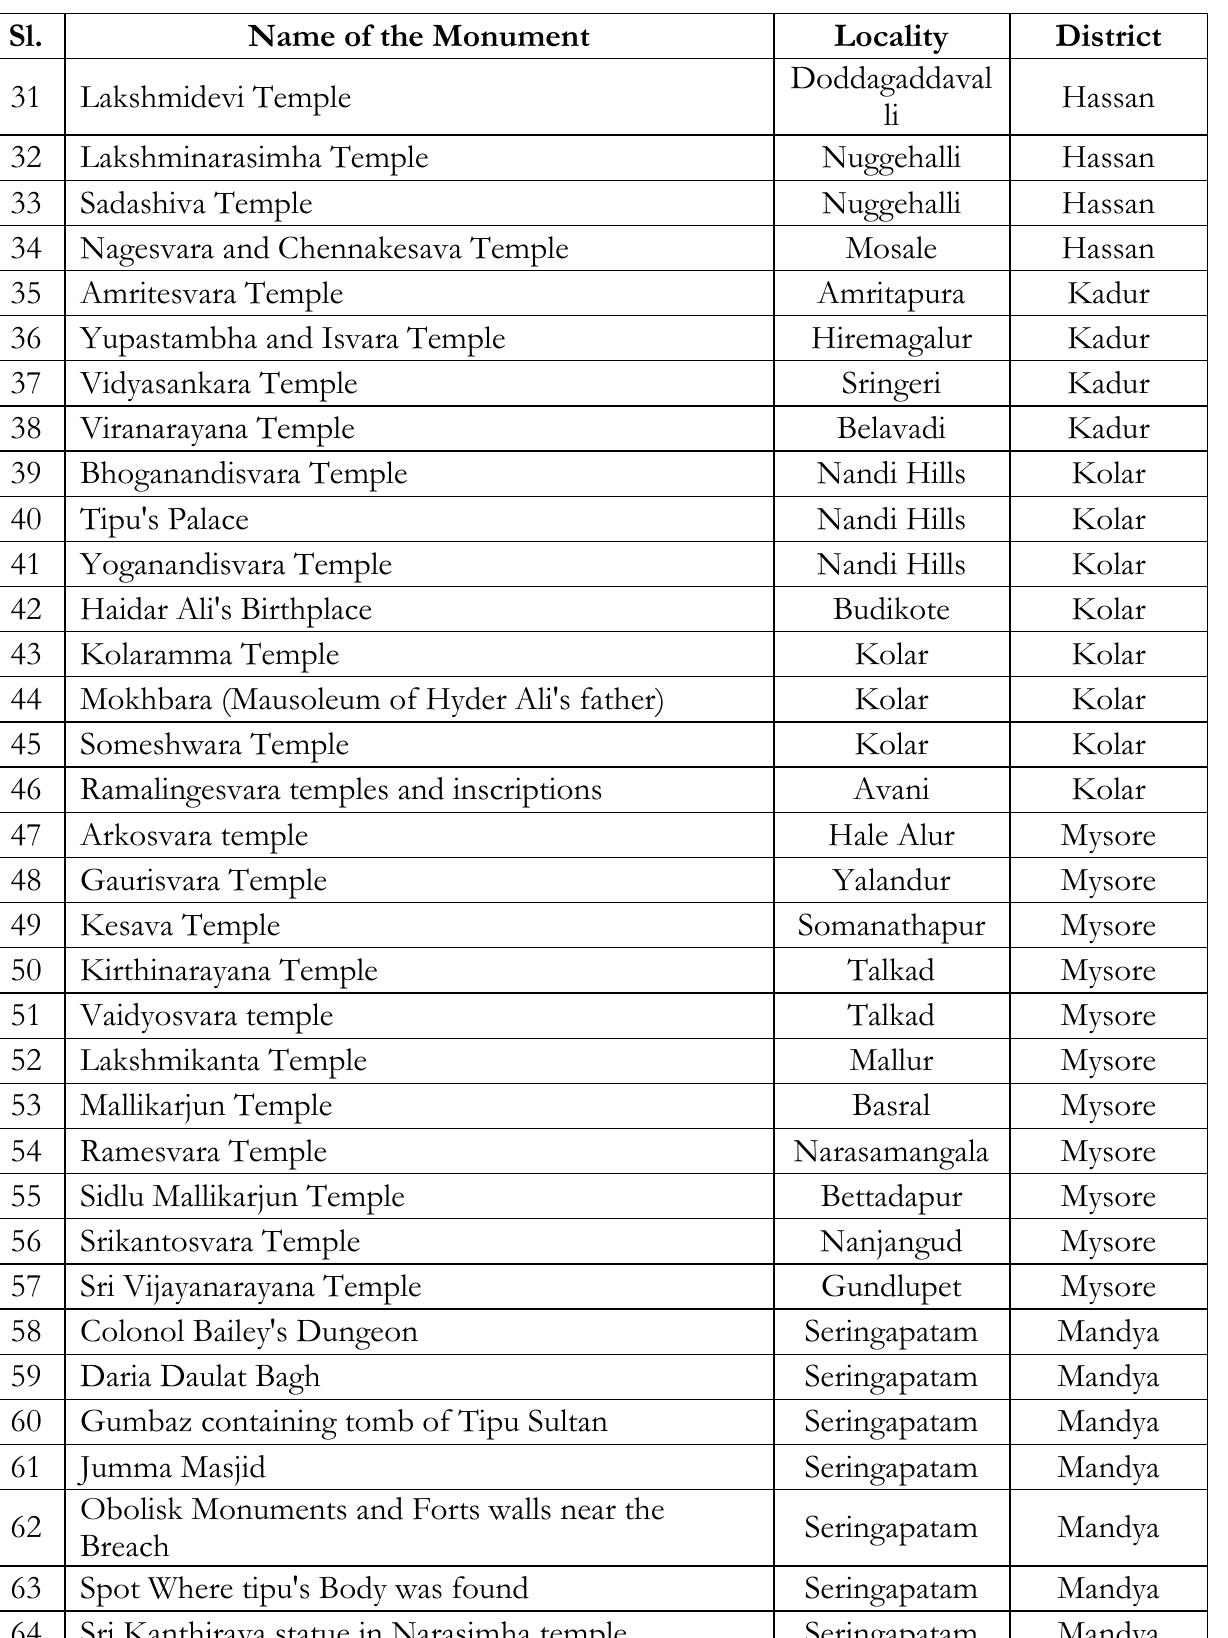 Sl. Name of the Monument Locality District
31 Lakshmidevi Temple Doddagaddaval
li Hassan
32 Lakshminarasimha Temple Nuggehalli Hassan
33 Sadashiva Temple Nuggehalli Hassan
34 Nagesvara and Chennakesava Temple Mosale Hassan
35 Amritesvara Temple Amritapura Kadur
36 Yupastambha and Isvara Temple Hiremagalur Kadur
37 Vidyasankara Temple Sringeri Kadur
38 Viranarayana Temple Belavadi Kadur
39 Bhoganandisvara Temple Nandi Hills Kolar
40 Tipu's Palace Nandi Hills Kolar
41 Yoganandisvara Temple Nandi Hills Kolar
42 Haidar Ali's Birthplace Budikote Kolar
43 Kolaramma Temple Kolar Kolar
44 Mokhbara (Mausoleum of Hyder Ali's father) Kolar Kolar
45 Someshwara Temple Kolar Kolar
46 Ramalingesvara temples and inscriptions Avani Kolar
47 Arkosvara temple Hale Alur Mysore
48 Gaurisvara Temple Yalandur Mysore
49 Kesava Temple Somanathapur Mysore
50 Kirthinarayana Temple Talkad Mysore
51 Vaidyosvara temple Talkad Mysore
52 Lakshmikanta Temple Mallur Mysore
53 Mallikarjun Temple Basral Mysore
54 Ramesvara Temple Narasamangala Mysore
55 Sidlu Mallikarjun Temple Bettadapur Mysore
56 Srikantosvara Temple Nanjangud Mysore
57 Sri Vijayanarayana Temple Gundlupet Mysore
58 Colonol Bailey's Dungeon Seringapatam Mandya
59 Daria Daulat Bagh Seringapatam Mandya
60 Gumbaz containing tomb of Tipu Sultan Seringapatam Mandya
61 Jumma Masjid Seringapatam Mandya
62 Obolisk Monuments and Forts walls near the
Breach Seringapatam Mandya
63 Spot Where tipu's Body was found Seringapatam Mandya
64 Sri Kanthirava statue in Narasimha temple Seringapatam Mandya